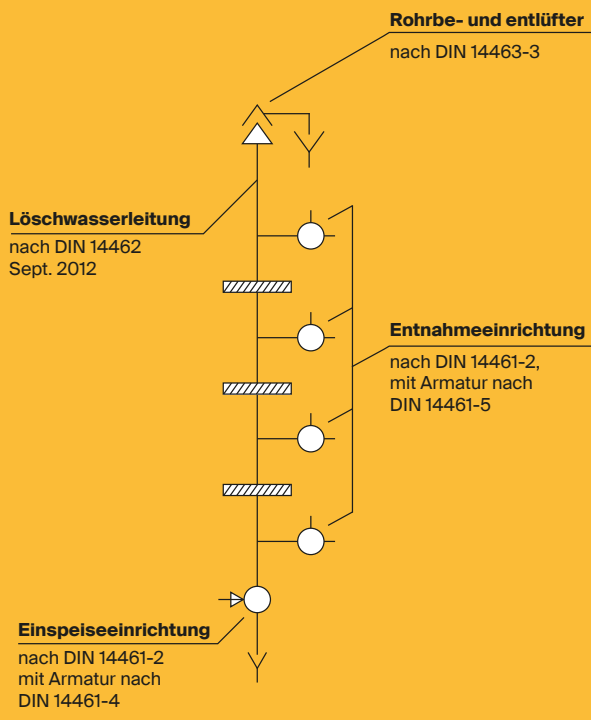 Rohrbe- und entlüfter
nach DIN 14463-3
Löschwasserleitung
nach DIN 14462
Sept. 2012
Entnahmeeinrichtung
nach DIN 14461-2,
mit Armatur nach
DIN 14461-5
Einspeiseeinrichtung
nach DIN 14461-2
mit Armatur nach
DIN 14461-4